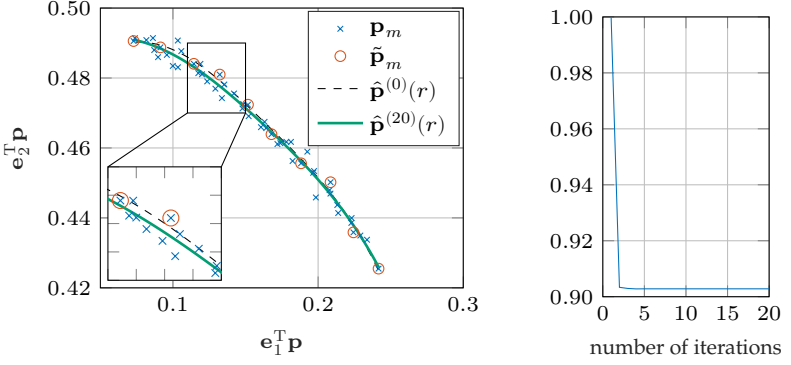 0.50
0.48
0.46
0.44
0.42
e₂ᵀp
0.1
0.2
0.3
e₁ᵀp
pₘ
p̃ₘ
p̂⁽⁰⁾(r)
p̂⁽²⁰⁾(r)
1.00
0.98
0.96
0.94
0.92
0.90
0
5
10
15
20
number of iterations